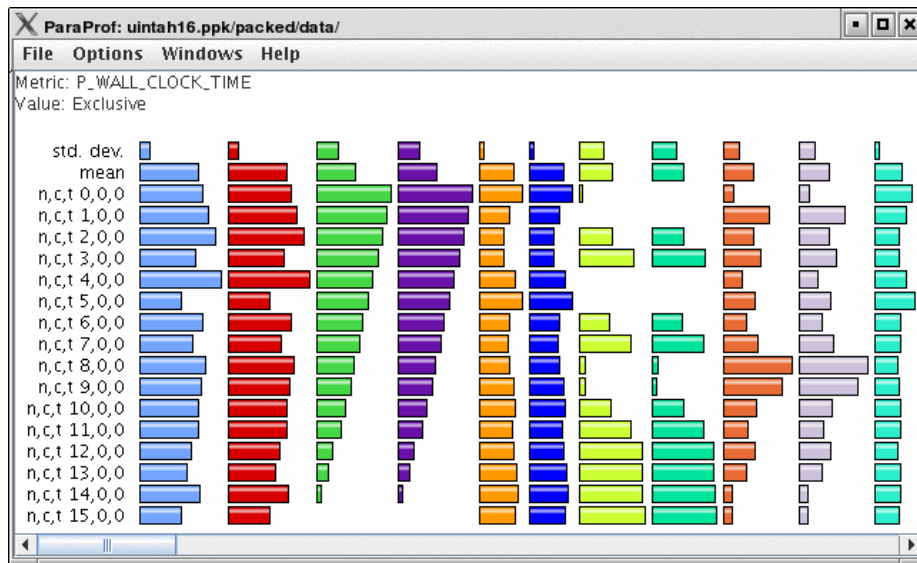 ParaProf: uintah16.ppk/packed/data/
File Options Windows Help
Metric: P_WALL_CLOCK_TIME
Value: Exclusive
std. dev.
mean
n,c,t 0,0,0
n,c,t 1,0,0
n,c,t 2,0,0
n,c,t 3,0,0
n,c,t 4,0,0
n,c,t 5,0,0
n,c,t 6,0,0
n,c,t 7,0,0
n,c,t 8,0,0
n,c,t 9,0,0
n,c,t 10,0,0
n,c,t 11,0,0
n,c,t 12,0,0
n,c,t 13,0,0
n,c,t 14,0,0
n,c,t 15,0,0